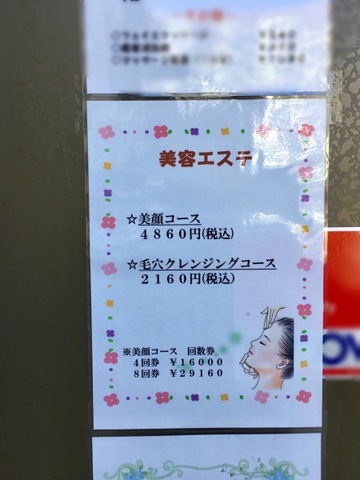 美容エステ
☆美顔コース
4860円(税込)
☆毛穴クレンジングコース
2160円(税込)
※美顔コース 回数券
4回券 ¥16000
8回券 ¥29160